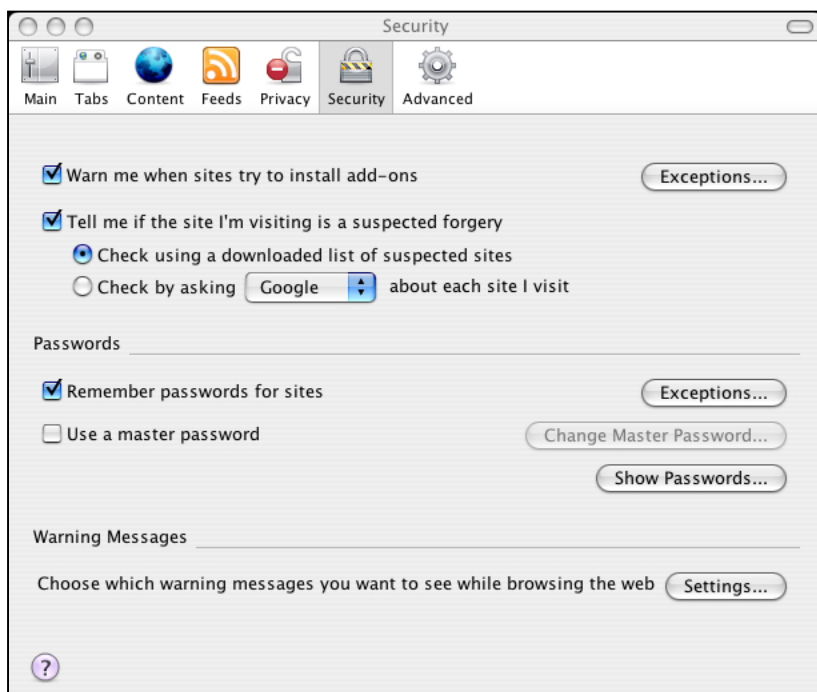 Security
Main Tabs Content Feeds Privacy Security Advanced
Warn me when sites try to install add-ons Exceptions...
Tell me if the site I'm visiting is a suspected forgery
Check using a downloaded list of suspected sites
Check by asking Google about each site I visit
Passwords
Remember passwords for sites Exceptions...
Use a master password Change Master Password...
Show Passwords...
Warning Messages
Choose which warning messages you want to see while browsing the web Settings...
?